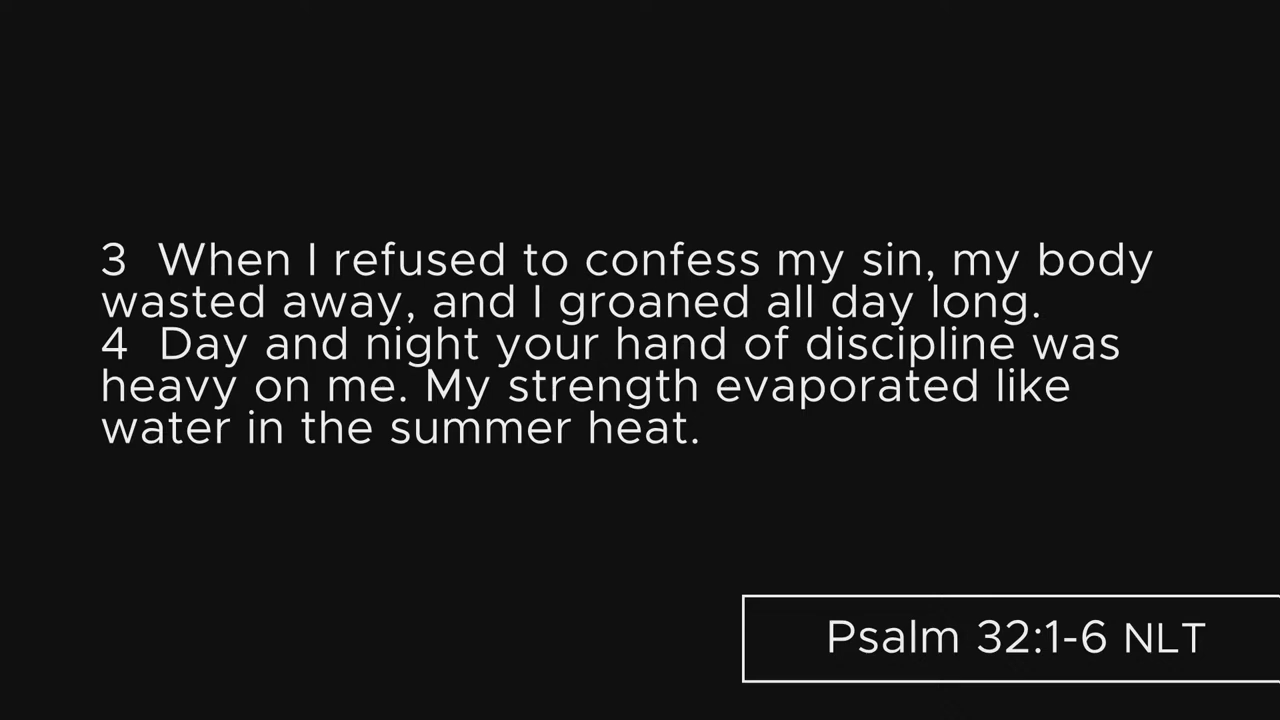 3 When I refused to confess my sin, my body
wasted away, and I groaned all day long.
4 Day and night your hand of discipline was
heavy on me. My strength evaporated like
water in the summer heat.
Psalm 32:1-6 NLT